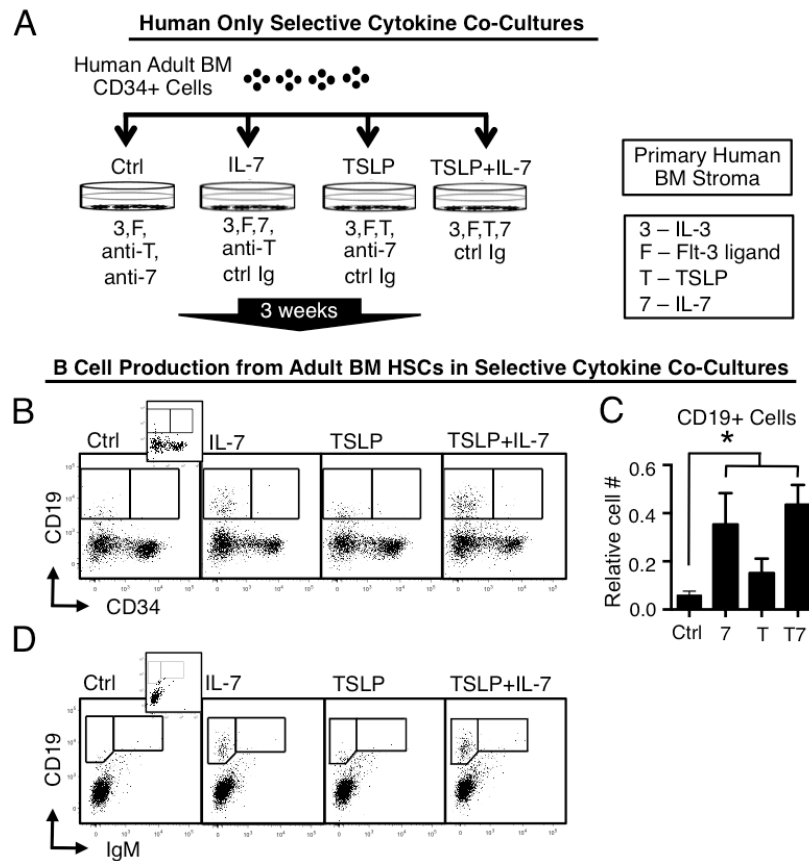 A
Human Only Selective Cytokine Co-Cultures
Human Adult BM
CD34+ Cells
Ctrl
IL-7
TSLP
TSLP+IL-7
3,F,
anti-T,
anti-7
3,F,7,
anti-T
ctrl Ig
3,F,T,
anti-7
ctrl Ig
3,F,T,7
ctrl Ig
Primary Human
BM Stroma
3 – IL-3
F – Flt-3 ligand
T – TSLP
7 – IL-7
3 weeks
B Cell Production from Adult BM HSCs in Selective Cytokine Co-Cultures
B
Ctrl
IL-7
TSLP
TSLP+IL-7
CD19
CD34
C
CD19+ Cells
*
Relative cell #
0.6
0.4
0.2
0.0
Ctrl 7 T T7
D
Ctrl
IL-7
TSLP
TSLP+IL-7
CD19
IgM